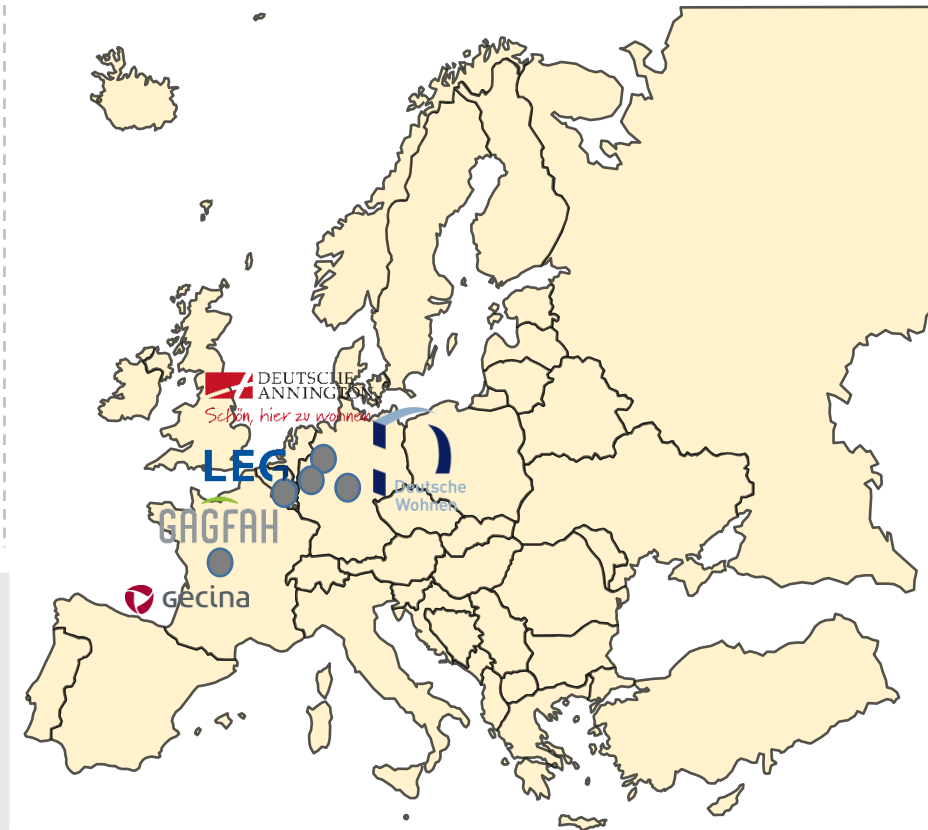 DEUTSCHE
ANNINGTON
Schön, hier zu wohnen
LEG
Deutsche
Wohnen
GAGFAH
gecina